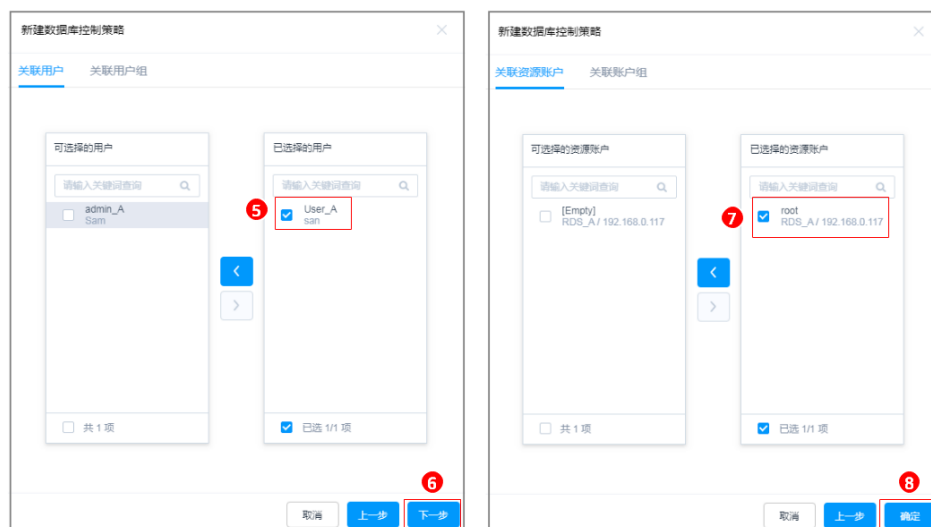 新建数据库控制策略
关联用户 关联用户组
可选择的用户
请输入关键词查询
admin_A
Sam
共 1 项
已选择的用户
请输入关键词查询
5
User_A
san
已选 1/1 项
6
取消 上一步 下一步
新建数据库控制策略
关联资源账户 关联账户组
可选择的资源账户
请输入关键词查询
[Empty]
RDS_A / 192.168.0.117
共 1 项
已选择的资源账户
请输入关键词查询
7
root
RDS_A / 192.168.0.117
已选 1/1 项
8
取消 上一步 确定